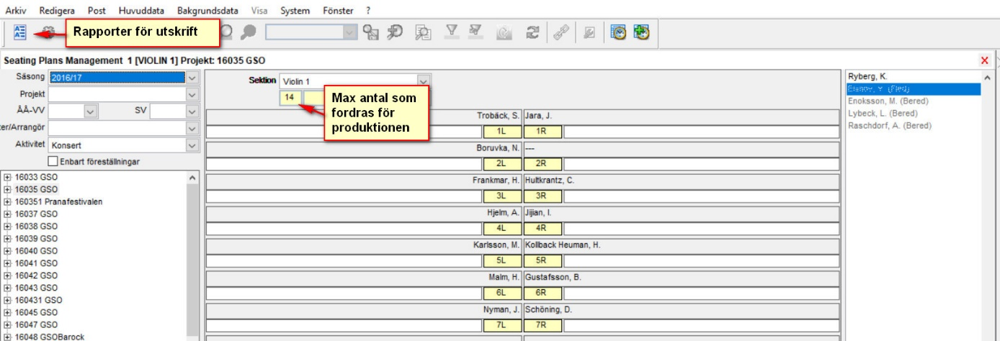 Arkiv Redigera Post Huvuddata Bakgrundsdata Visa System Fönster ?
Rapporter för utskrift
Seating Plans Management 1 [VIOLIN 1] Projekt: 16035 GSO
Säsong 2016/17
Projekt
ÅÅ-VV SV
ter/Arrangör
Aktivitet Konsert
Enbart föreställningar
16033 GSO
16035 GSO
160351 Pranafestivalen
16037 GSO
16038 GSO
16039 GSO
16040 GSO
16041 GSO
16042 GSO
16043 GSO
160431 GSO
16045 GSO
16047 GSO
16048 GSOBarock
Sektion Violin 1
14
Max antal som
fordras för
produktionen
Trobäck, S. Jara, J.
1L 1R
Boruvka, N. ---
2L 2R
Frankmar, H. Hultkrantz, C.
3L 3R
Hjelm, A. Jijian, I.
4L 4R
Karlsson, M. Kollback Heuman, H.
5L 5R
Malm, H. Gustafsson, B.
6L 6R
Nyman, J. Schöning, D.
7L 7R
Ryberg, K.
Enoksson, M. (Bered)
Lybeck, L. (Bered)
Raschdorf, A. (Bered)